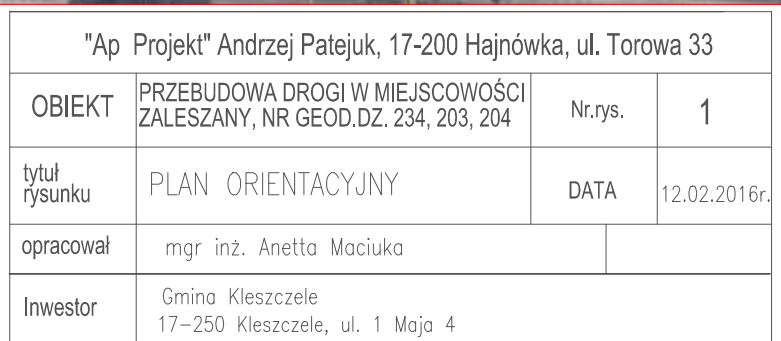 "Ap Projekt" Andrzej Patejuk, 17-200 Hajnówka, ul. Torowa 33
OBIEKT
PRZEBUDOWA DROGI W MIEJSCOWOŚCI
ZALESZANY, NR GEOD.DZ. 234, 203, 204
Nr.rys.
1
tytuł
rysunku
PLAN ORIENTACYJNY
DATA
12.02.2016r.
opracował
mgr inż. Anetta Maciuka
Inwestor
Gmina Kleszczele
17-250 Kleszczele, ul. 1 Maja 4